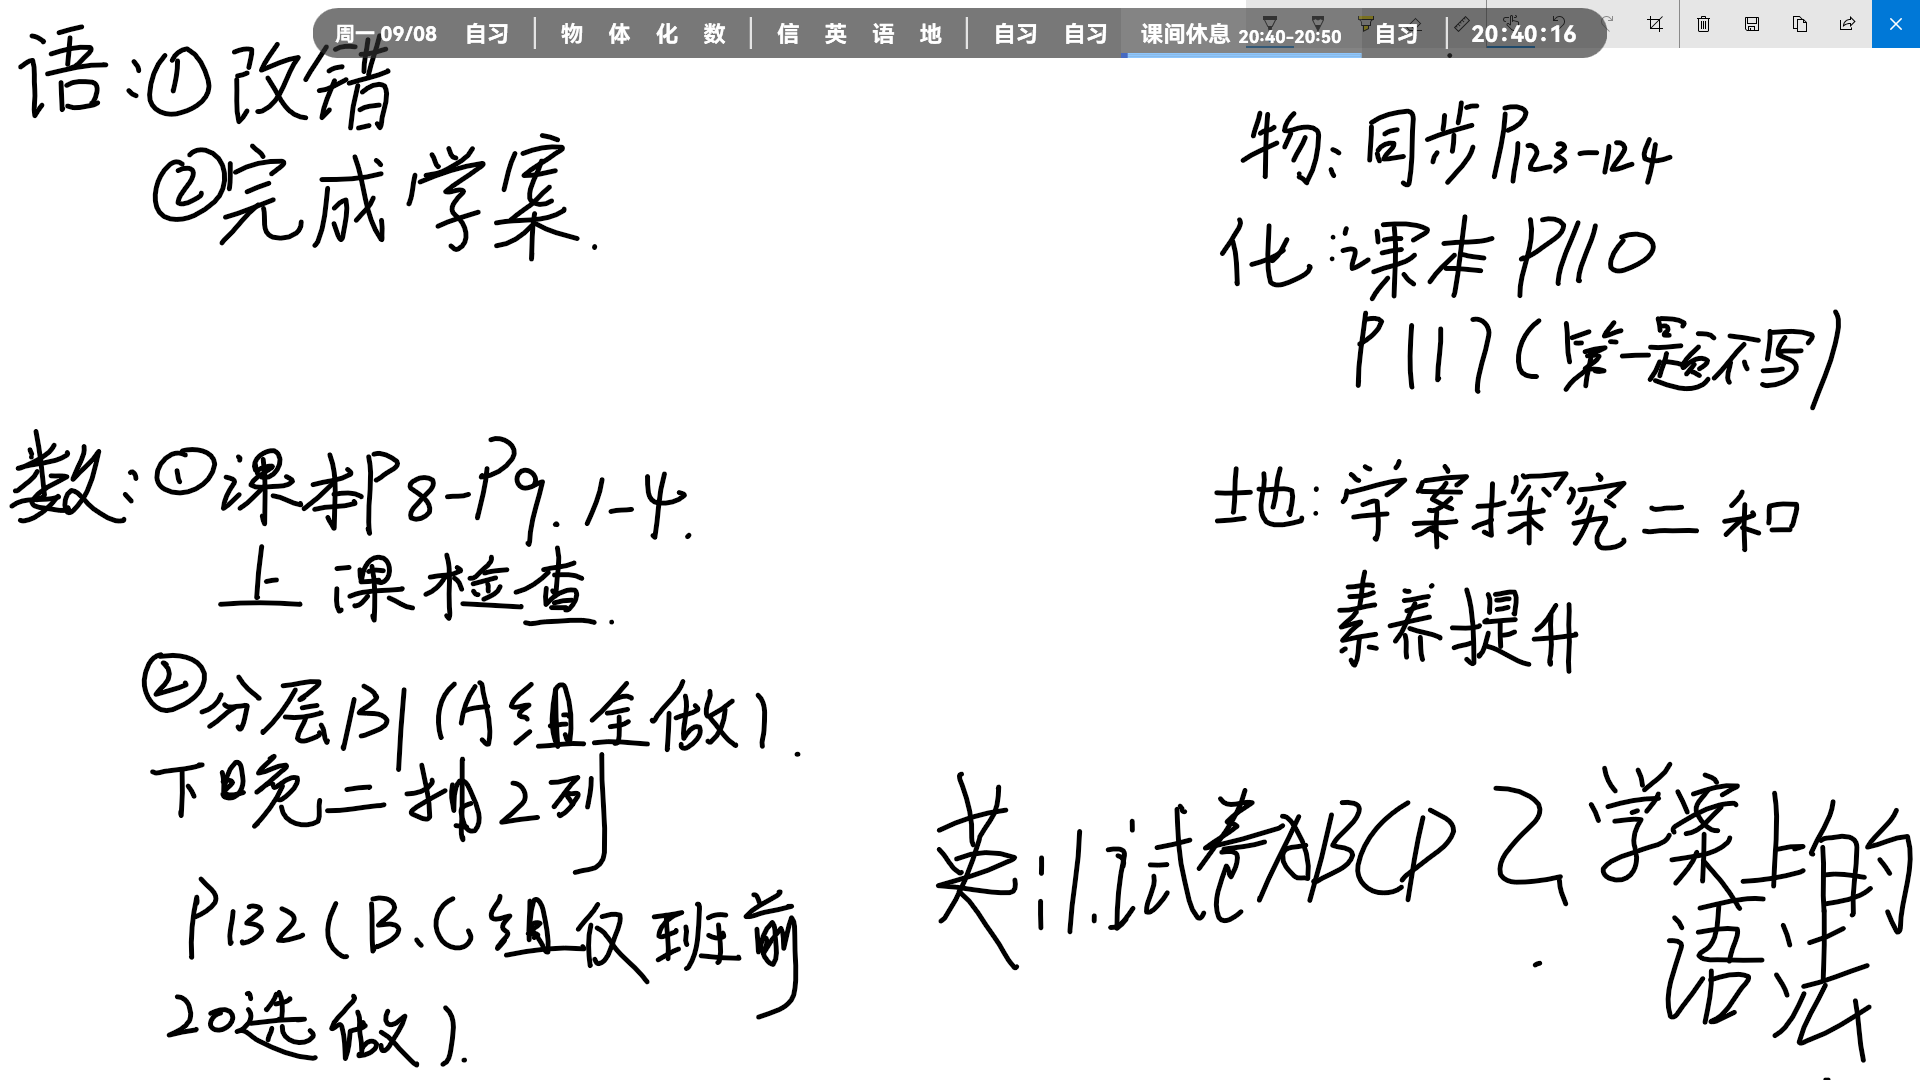 周一 09/08 自习 | 物 体 化 数 | 信 英 语 地 | 自习 自习 课间休息 20:40-20:50 自习 | 20:40:16
语:①改错
②完成学案.
数:①课本P8-P9.1-4.
上课检查.
②分层B1(A组全做).
下日晚二抽2列
P132(B、C组仅班前
20选做).
物:同步P123-124
化:课本P110
P117(第一题不写)
地:学案探究二和
素养提升
英:1.试卷ABCD 2.学案上的
语法